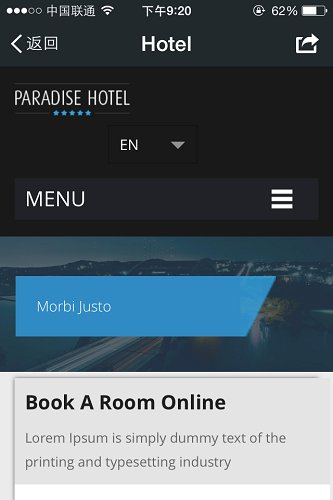 中国联通 下午9:20 62%
返回 Hotel
PARADISE HOTEL
EN
MENU
Morbi Justo
Book A Room Online
Lorem Ipsum is simply dummy text of the
printing and typesetting industry